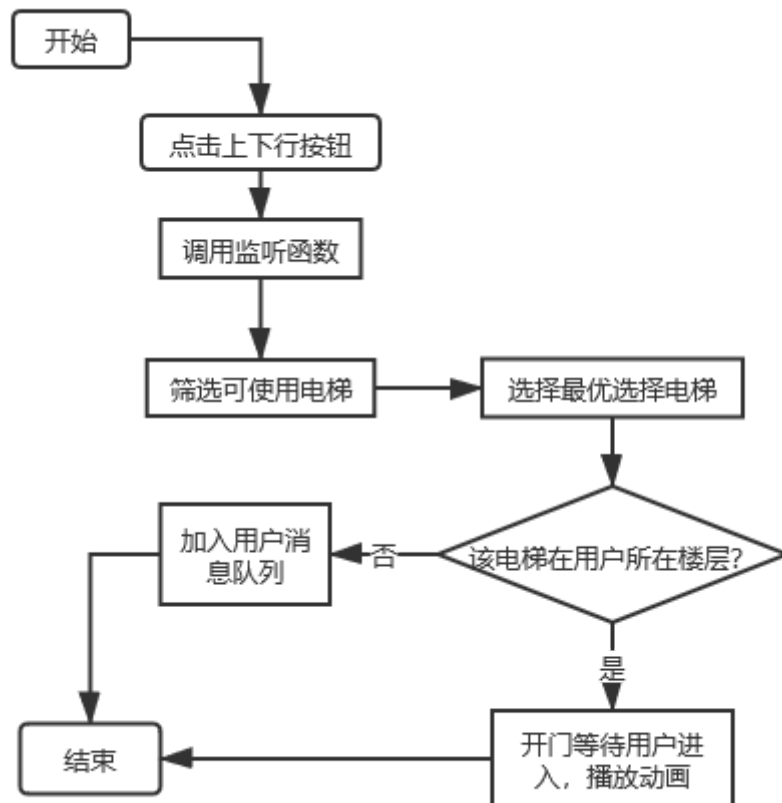 开始
点击上下行按钮
调用监听函数
筛选可使用电梯
选择最优选择电梯
加入用户消
息队列
否
该电梯在用户所在楼层?
是
开门等待用户进
入，播放动画
结束